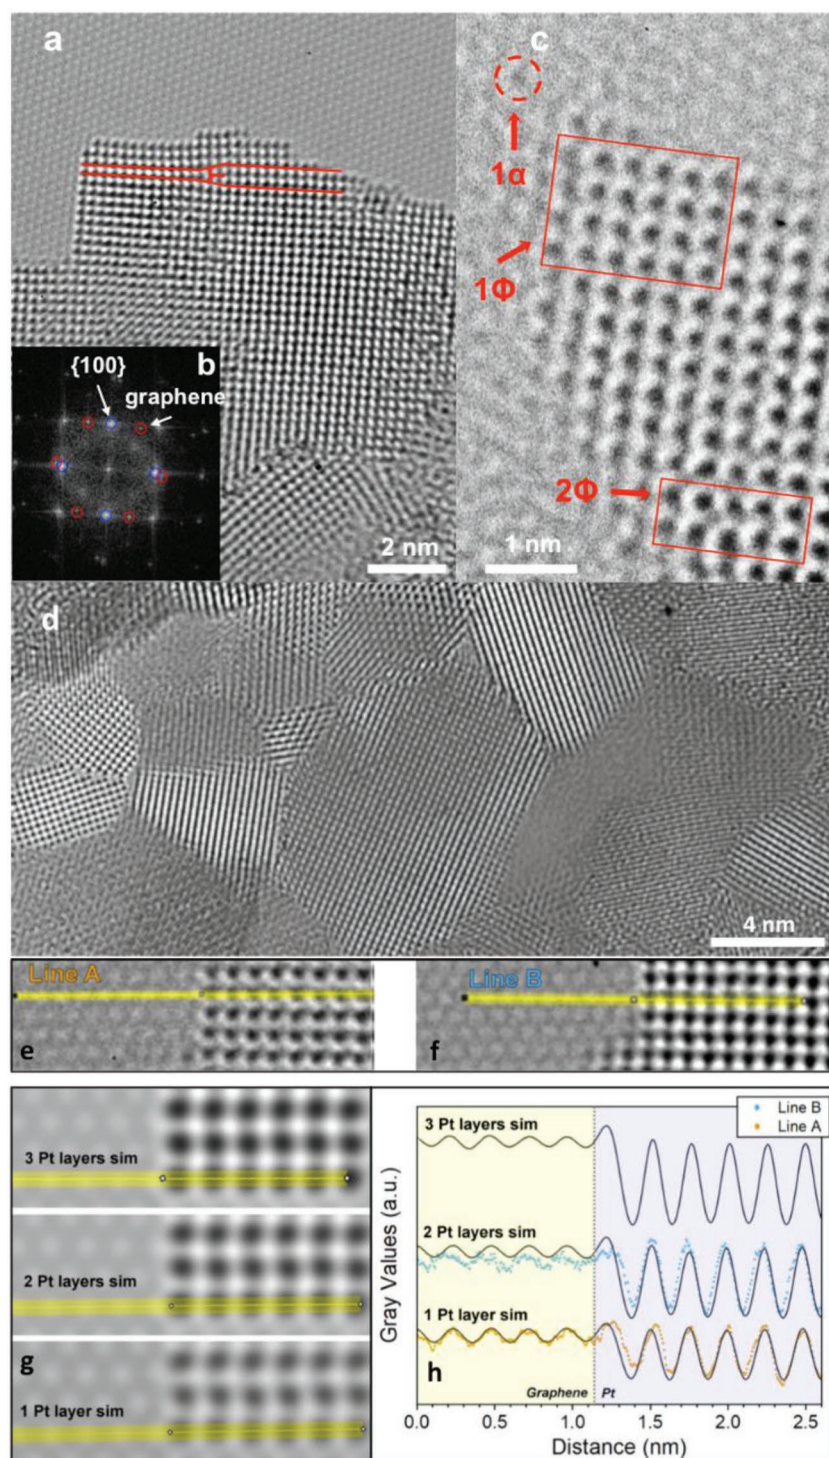 a
c
1α
1Φ
b
{100}
graphene
2Φ
2 nm
1 nm
d
4 nm
Line A
Line B
e
f
3 Pt layers sim
2 Pt layers sim
g
1 Pt layer sim
Line B
Line A
3 Pt layers sim
2 Pt layers sim
1 Pt layer sim
h
Graphene
Pt
Gray Values (a.u.)
0.0 0.5 1.0 1.5 2.0 2.5
Distance (nm)